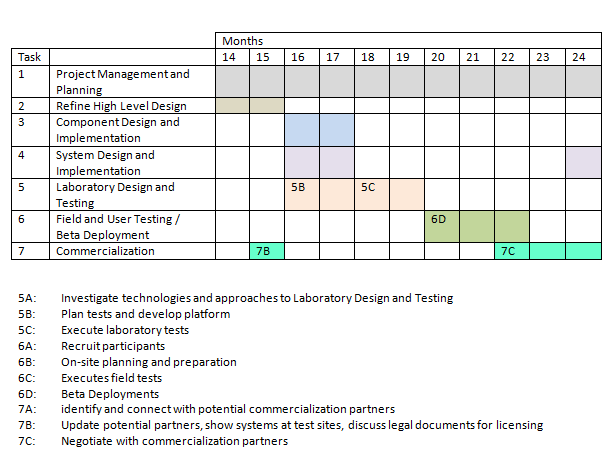 Months
Task 14 15 16 17 18 19 20 21 22 23 24
1 Project Management and
Planning
2 Refine High Level Design
3 Component Design and
Implementation
4 System Design and
Implementation
5 Laboratory Design and 5B 5C
Testing
6 Field and User Testing / 6D
Beta Deployment
7 Commercialization 7B 7C
5A: Investigate technologies and approaches to Laboratory Design and Testing
5B: Plan tests and develop platform
5C: Execute laboratory tests
6A: Recruit participants
6B: On-site planning and preparation
6C: Executes field tests
6D: Beta Deployments
7A: identify and connect with potential commercialization partners
7B: Update potential partners, show systems at test sites, discuss legal documents for licensing
7C: Negotiate with commercialization partners